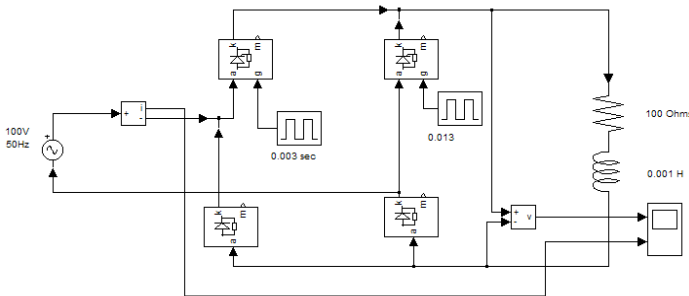 k
m
a
g
k
m
a
g
100V
50Hz
+
+
-
i
0.003 sec
0.013
100 Ohms
0.001 H
k
m
a
k
m
a
+
-
v